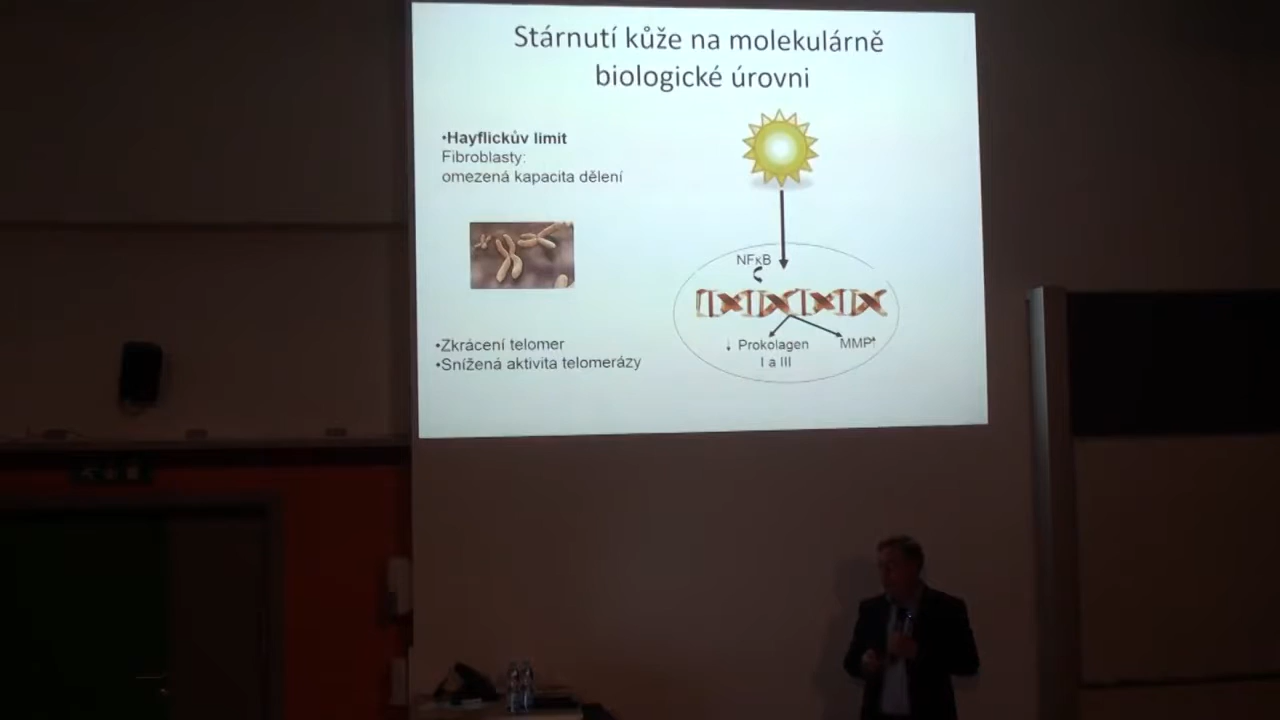 Stárnutí kůže na molekulárně
biologické úrovni
•Hayflickův limit
Fibroblasty:
omezená kapacita dělení
•Zkrácení telomer
•Snížená aktivita telomerázy
NFκB
↓ Prokolagen
I a III
MMP↑